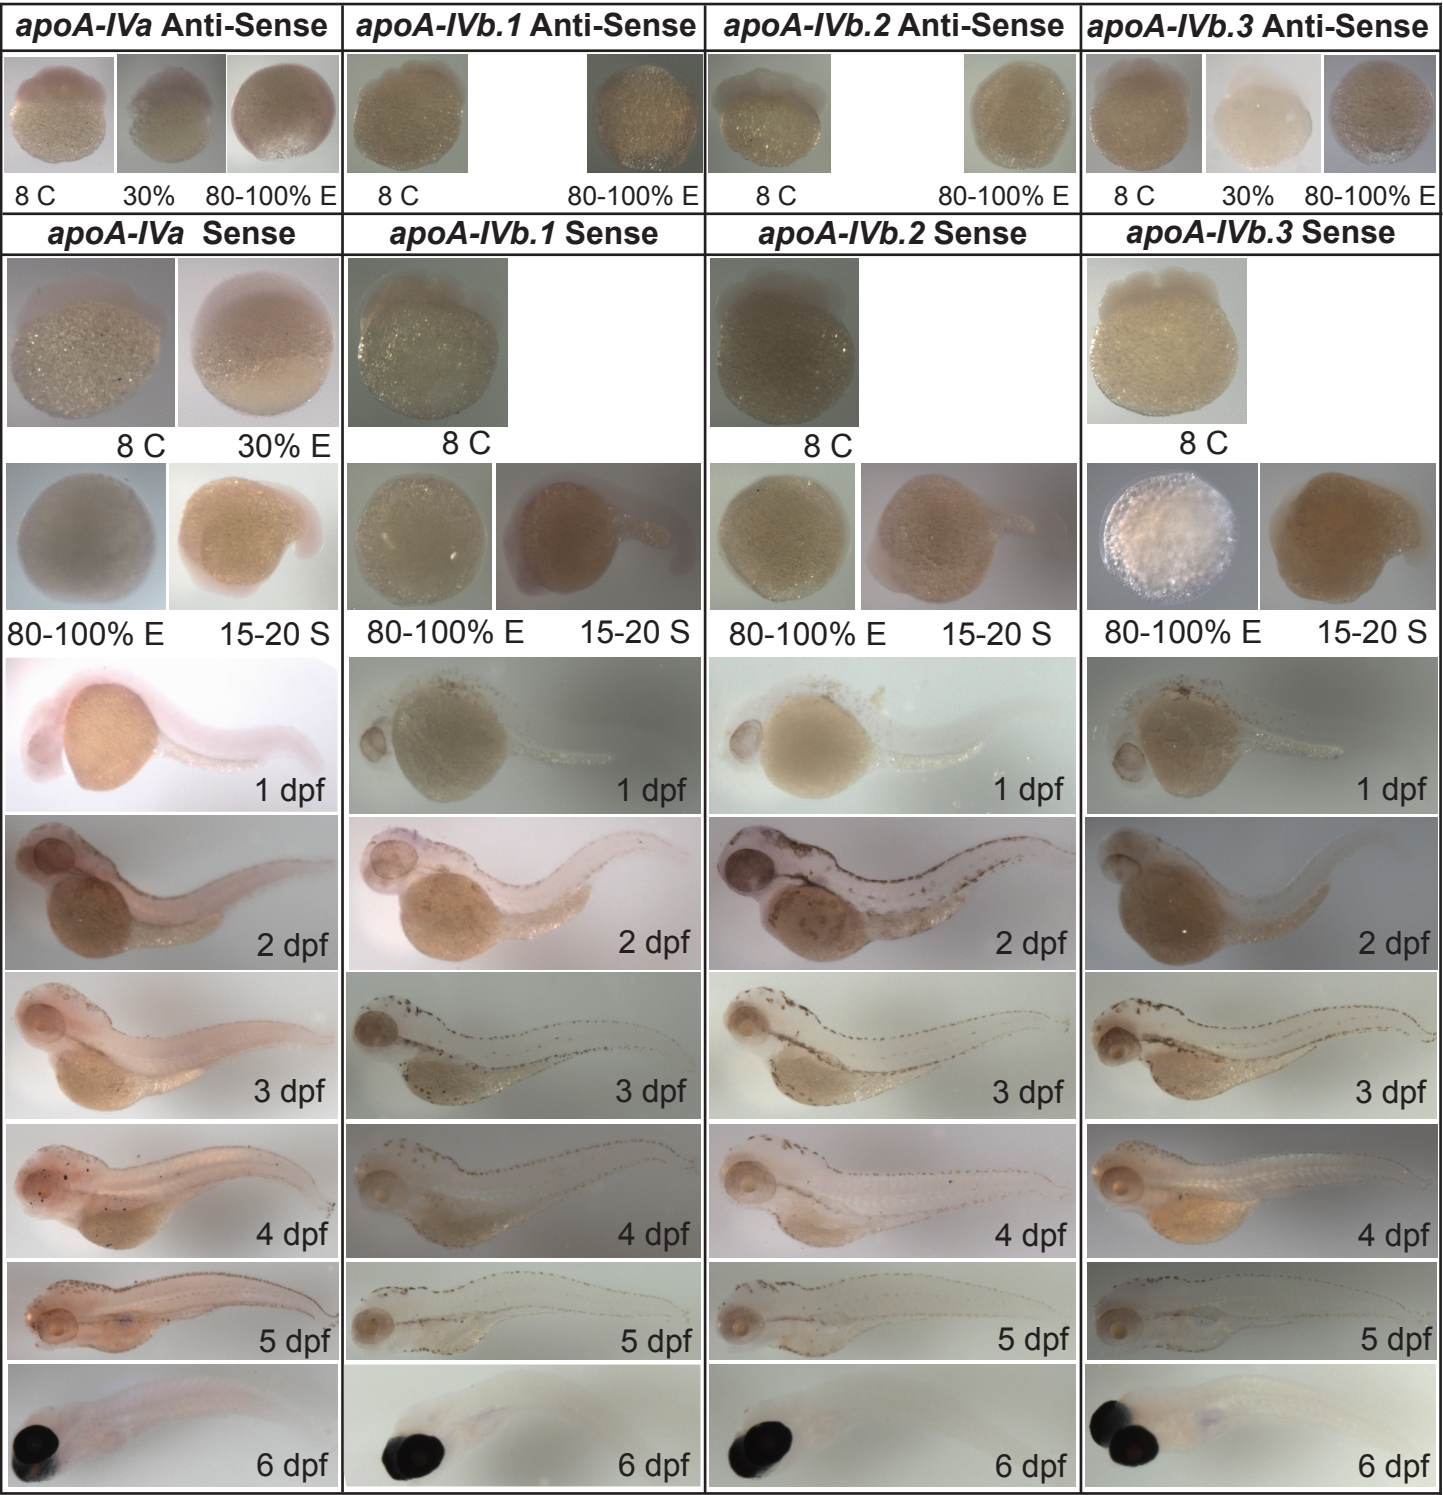 apoA-IVa Anti-Sense apoA-IVb.1 Anti-Sense apoA-IVb.2 Anti-Sense apoA-IVb.3 Anti-Sense
8 C 30% 80-100% E 8 C 80-100% E 8 C 80-100% E 8 C 30% 80-100% E
apoA-IVa Sense apoA-IVb.1 Sense apoA-IVb.2 Sense apoA-IVb.3 Sense
8 C 30% E 8 C 8 C 8 C
80-100% E 15-20 S 80-100% E 15-20 S 80-100% E 15-20 S 80-100% E 15-20 S
1 dpf 1 dpf 1 dpf 1 dpf
2 dpf 2 dpf 2 dpf 2 dpf
3 dpf 3 dpf 3 dpf 3 dpf
4 dpf 4 dpf 4 dpf 4 dpf
5 dpf 5 dpf 5 dpf 5 dpf
6 dpf 6 dpf 6 dpf 6 dpf